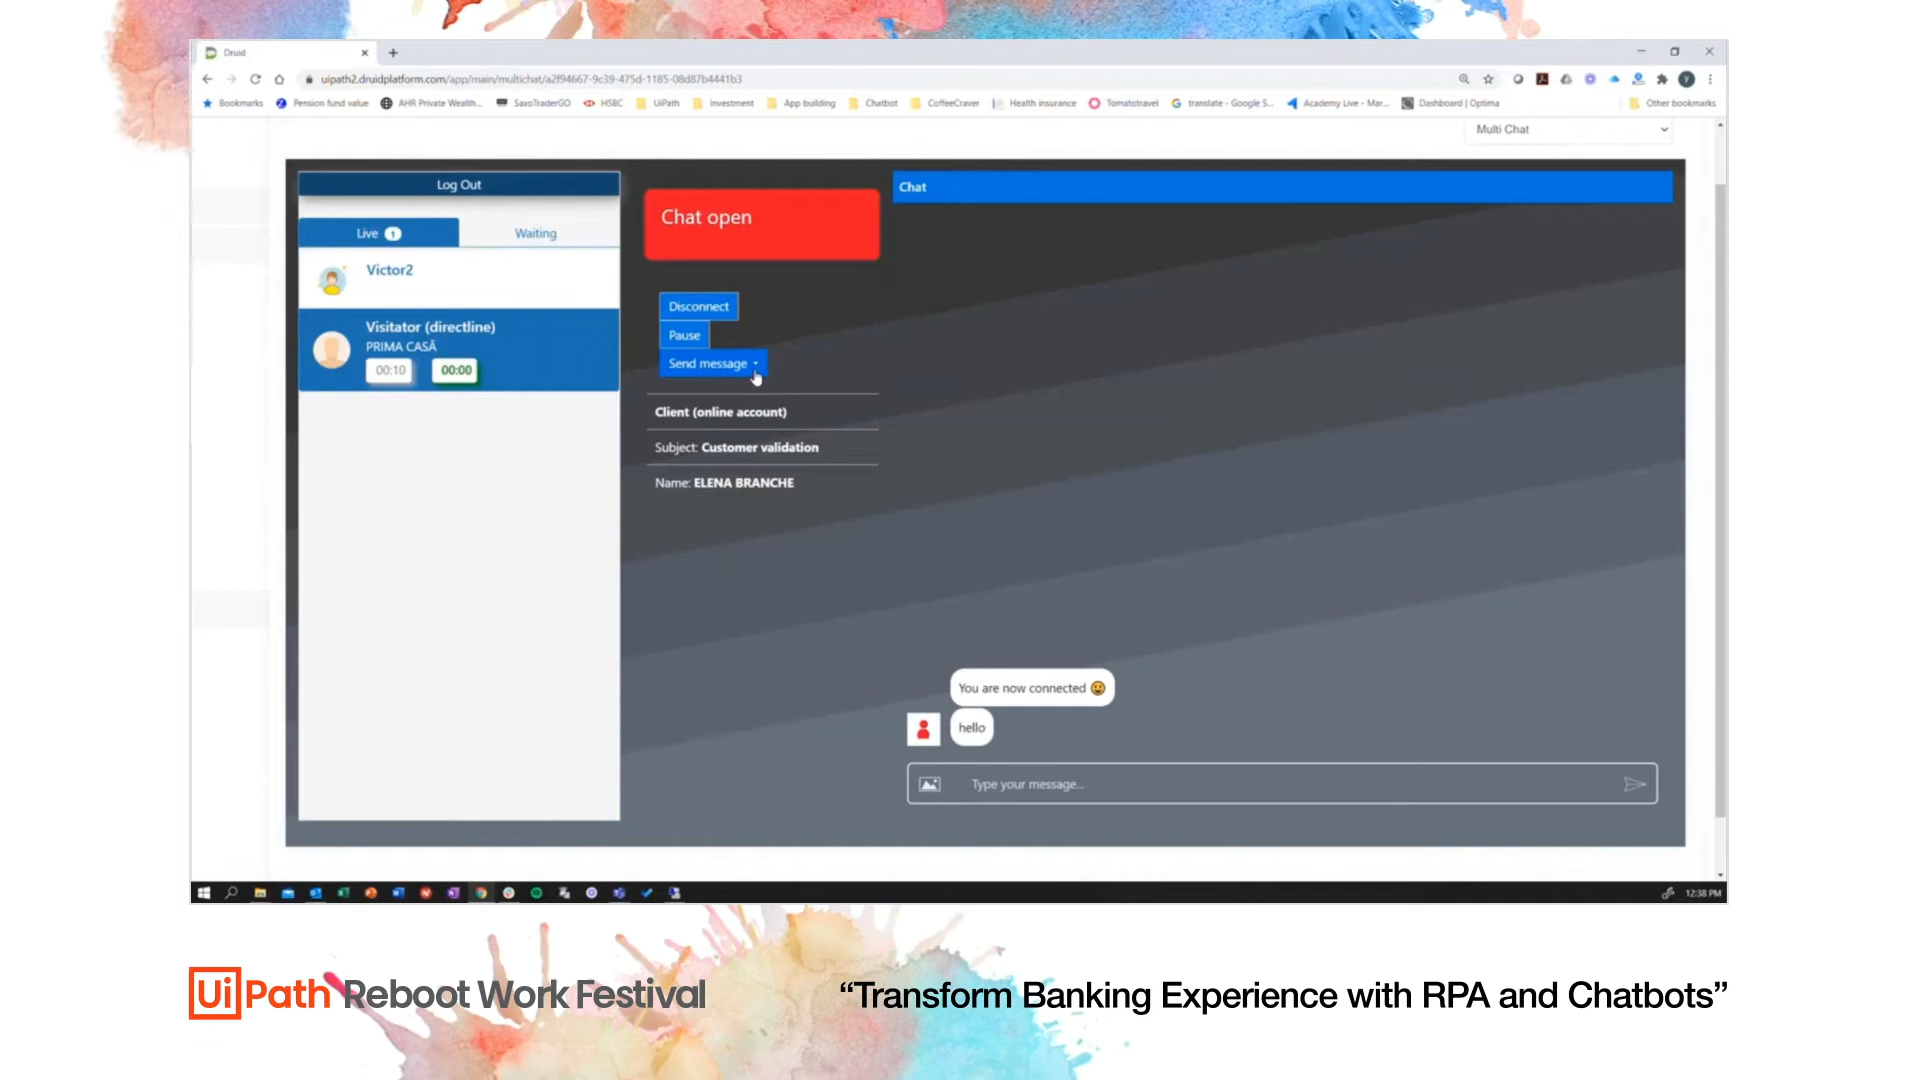 Druid
uipath2.druidplatform.com/app/main/multichat/a2f94667-9c39-475d-1185-08d87b4441b3
Bookmarks Pension fund value AHR Private Wealth... SaxoTraderGO HSBC UiPath Investment App building Chatbot CoffeeCraver Health insurance Tomatotravel translate - Google S... Academy Live - Mar... Dashboard | Optima Other bookmarks
Multi Chat
Log Out
Live 1
Waiting
Victor2
Visitator (directline)
PRIMA CASĂ
00:10 00:00
Chat open
Disconnect
Pause
Send message
Client (online account)
Subject: Customer validation
Name: ELENA BRANCHE
Chat
You are now connected 😃
hello
Type your message...
12:38 PM
UiPath Reboot Work Festival
“Transform Banking Experience with RPA and Chatbots”